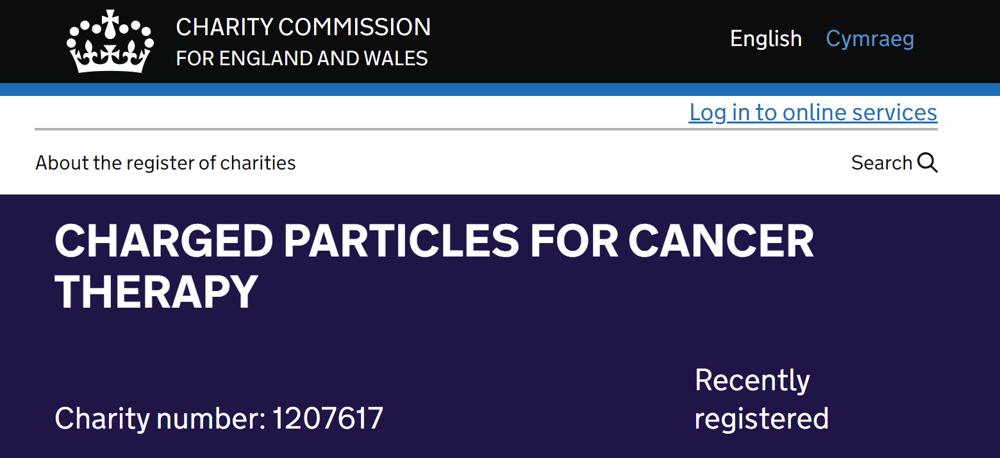 CHARITY COMMISSION
FOR ENGLAND AND WALES
English Cymraeg
Log in to online services
About the register of charities
Search
CHARGED PARTICLES FOR CANCER
THERAPY
Charity number: 1207617
Recently
registered